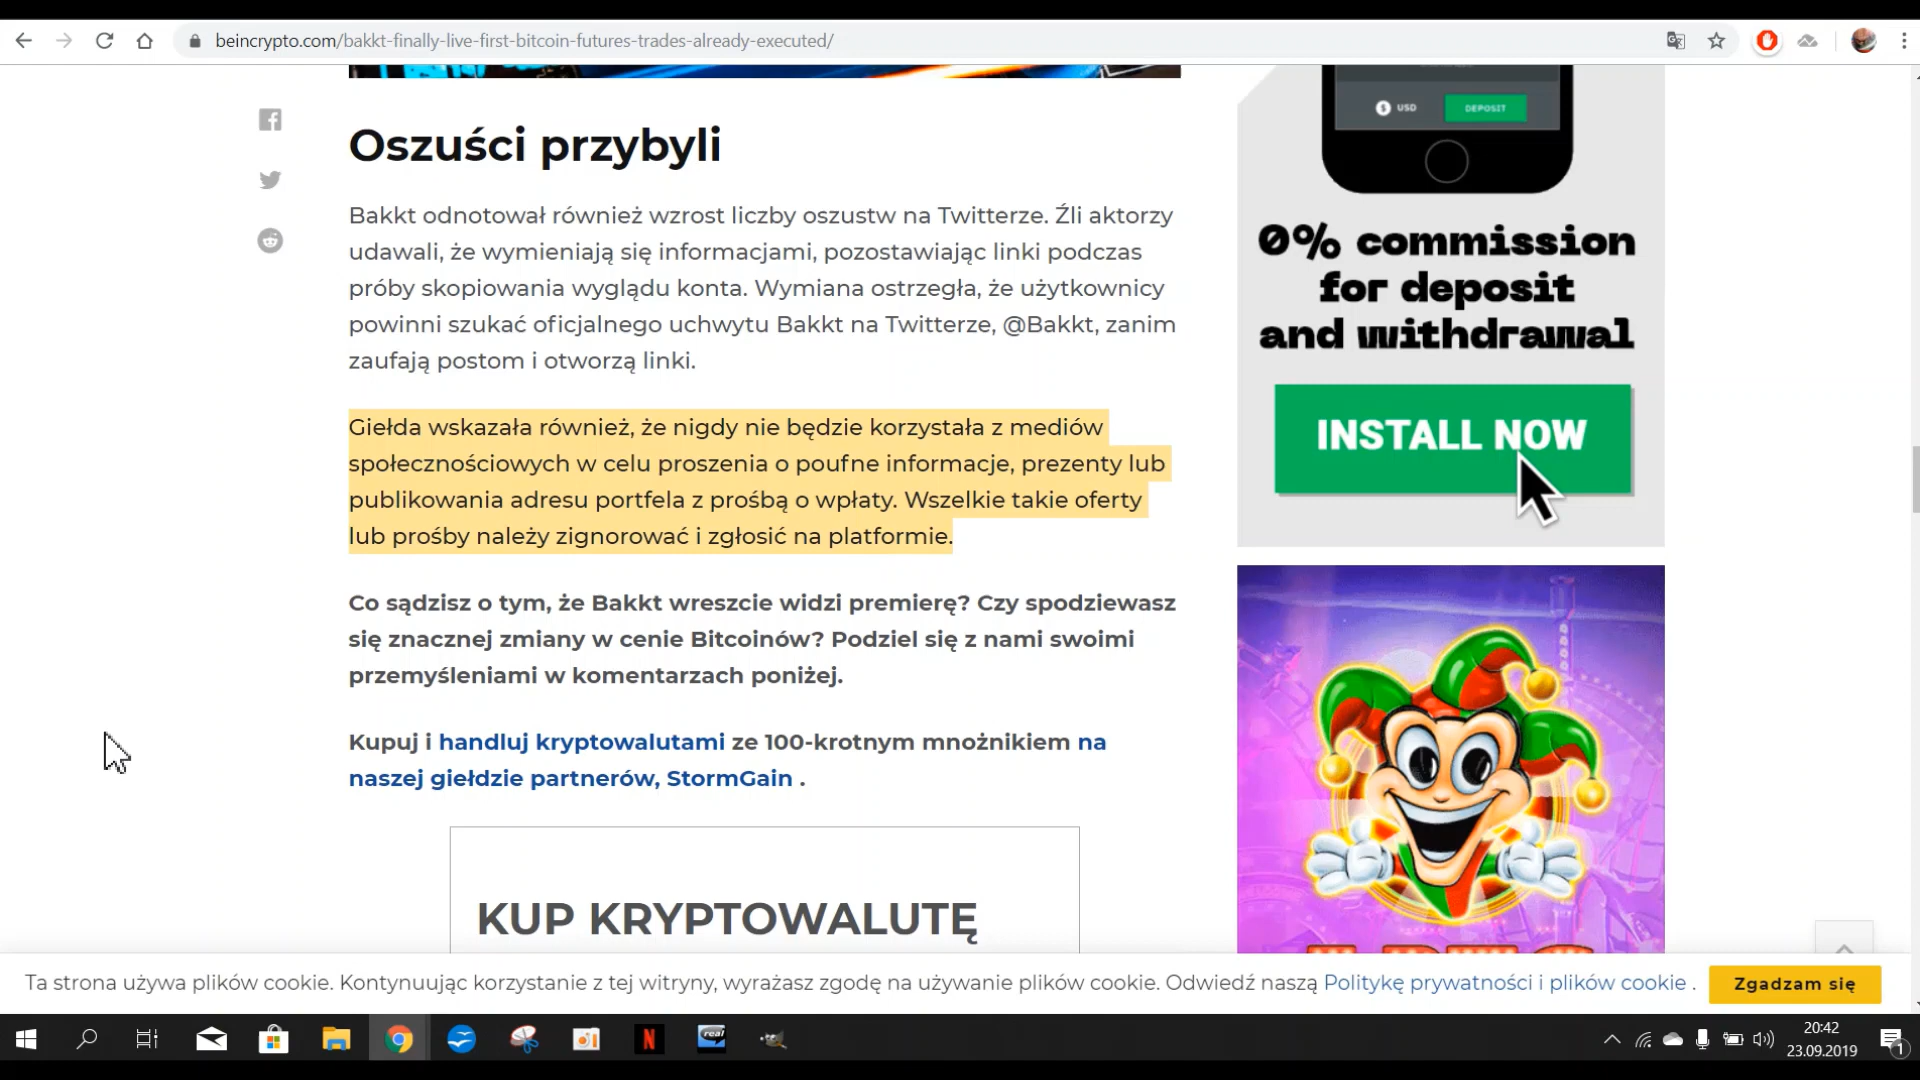 beincrypto.com/bakkt-finally-live-first-bitcoin-futures-trades-already-executed/
Oszuści przybyli
Bakkt odnotował również wzrost liczby oszustw na Twitterze. Źli aktorzy
udawali, że wymieniają się informacjami, pozostawiając linki podczas
próby skopiowania wyglądu konta. Wymiana ostrzegła, że użytkownicy
powinni szukać oficjalnego uchwytu Bakkt na Twitterze, @Bakkt, zanim
zaufają postom i otworzą linki.
Giełda wskazała również, że nigdy nie będzie korzystała z mediów
społecznościowych w celu proszenia o poufne informacje, prezenty lub
publikowania adresu portfela z prośbą o wpłaty. Wszelkie takie oferty
lub prośby należy zignorować i zgłosić na platformie.
Co sądzisz o tym, że Bakkt wreszcie widzi premierę? Czy spodziewasz
się znacznej zmiany w cenie Bitcoinów? Podziel się z nami swoimi
przemyśleniami w komentarzach poniżej.
Kupuj i handluj kryptowalutami ze 100-krotnym mnożnikiem na
naszej giełdzie partnerów, StormGain .
KUP KRYPTOWALUTĘ
$ USD DEPOSIT
0% commission
for deposit
and withdrawal
INSTALL NOW
Ta strona używa plików cookie. Kontynuując korzystanie z tej witryny, wyrażasz zgodę na używanie plików cookie. Odwiedź naszą Politykę prywatności i plików cookie .
Zgadzam się
N
real
20:42
23.09.2019
1